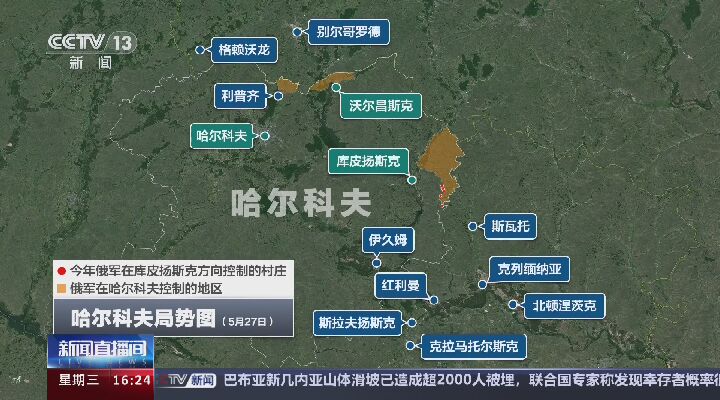 CCTV 13
新闻
别尔哥罗德
格赖沃龙
利普齐
沃尔昌斯克
哈尔科夫
库皮扬斯克
哈尔科夫
斯瓦托
伊久姆
克列缅纳亚
红利曼
北顿涅茨克
斯拉夫扬斯克
克拉马托尔斯克
今年俄军在库皮扬斯克方向控制的村庄
俄军在哈尔科夫控制的地区
哈尔科夫局势图（5月27日）
新闻直播间
LIVE NEWS
星期三 16:24 CCTV新闻 巴布亚新几内亚山体滑坡已造成超2000人被埋，联合国专家称发现幸存者概率很